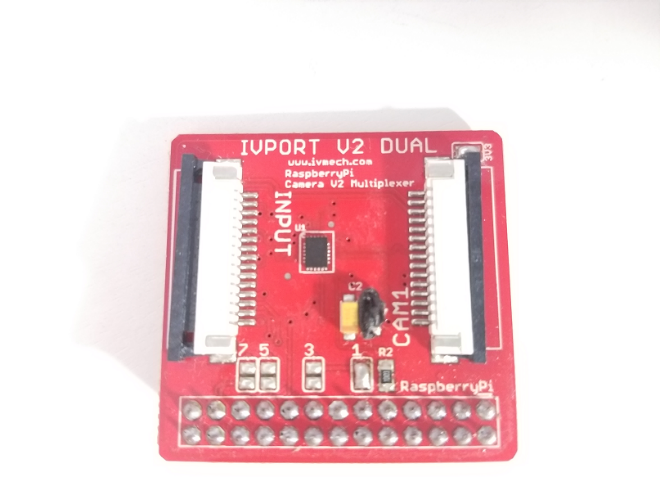 IVPORT V2 DUAL
www.ivmech.com
RaspberryPi
Camera V2 Multiplexer
3V3
INPUT
U1
C2
CAM1
7 5 3 1 R2
RaspberryPi